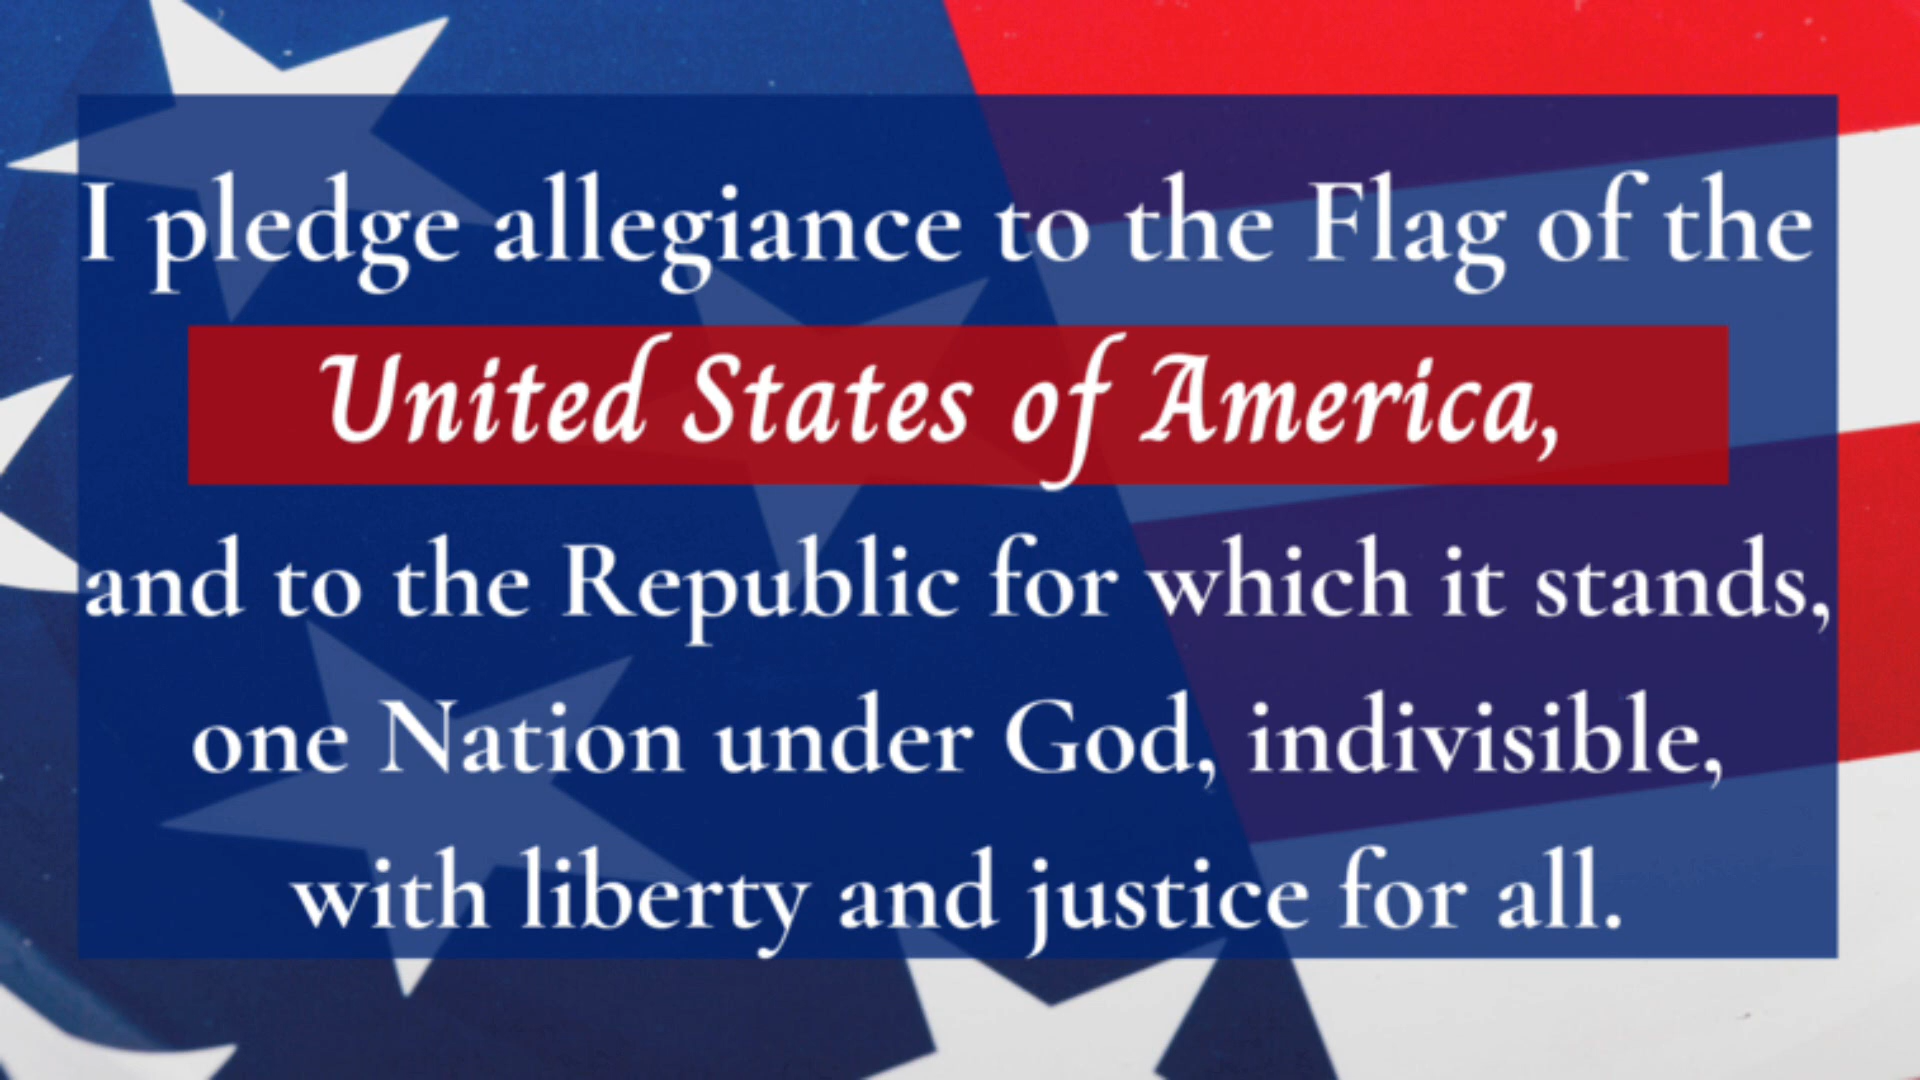 I pledge allegiance to the Flag of the
United States of America,
and to the Republic for which it stands,
one Nation under God, indivisible,
with liberty and justice for all.